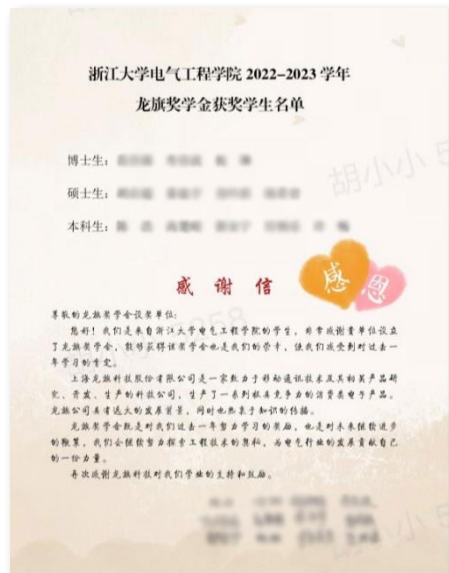 浙江大学电气工程学院 2022-2023 学年
龙旗奖学金获奖学生名单
博士生：
硕士生：
本科生：
感谢信
感恩
尊敬的龙旗奖学金设奖单位：
您好！我们是来自浙江大学电气工程学院的学生，非常感谢贵单位设立
了龙旗奖学金，能够获得该奖学金也是我们的荣幸，使我们感受到对过去一
年学习的肯定。
上海龙旗科技股份有限公司是一家致力于移动通讯技术及其相关产品研
究、开发、生产的科技公司，生产了一系列极具竞争力的消费类电子产品。
龙旗公司具有远大的发展前景，同时也热衷于知识的传播。
龙旗奖学金既是对我们过去一年努力学习的奖励，也是对未来继续进步
的鞭策，我们会继续努力探索工程技术的奥秘，为电气行业的发展贡献自己
的一份力量。
再次感谢龙旗科技对我们学业的支持和鼓励。
胡小小